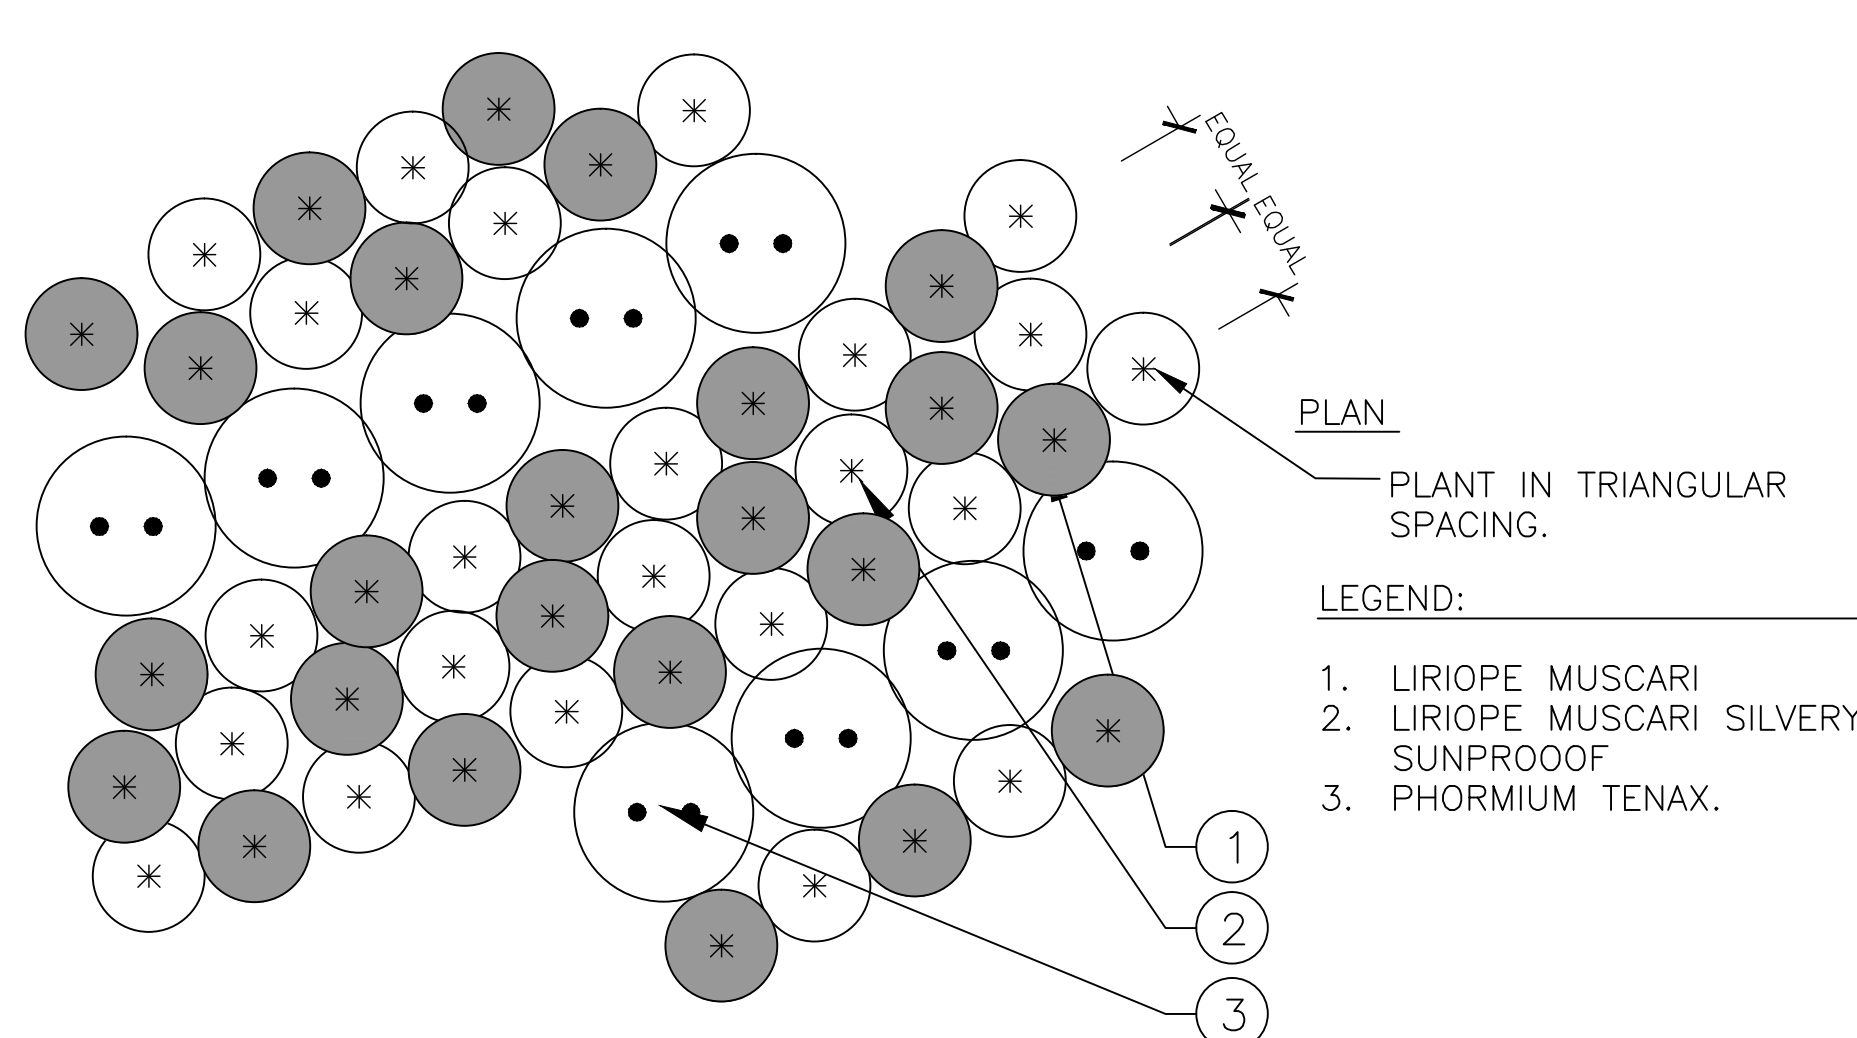 EQUAL
EQUAL
PLAN
PLANT IN TRIANGULAR
SPACING.
LEGEND:
1. LIRIOPE MUSCARI
2. LIRIOPE MUSCARI SILVERY
SUNPROOOF
3. PHORMIUM TENAX.
1
2
3